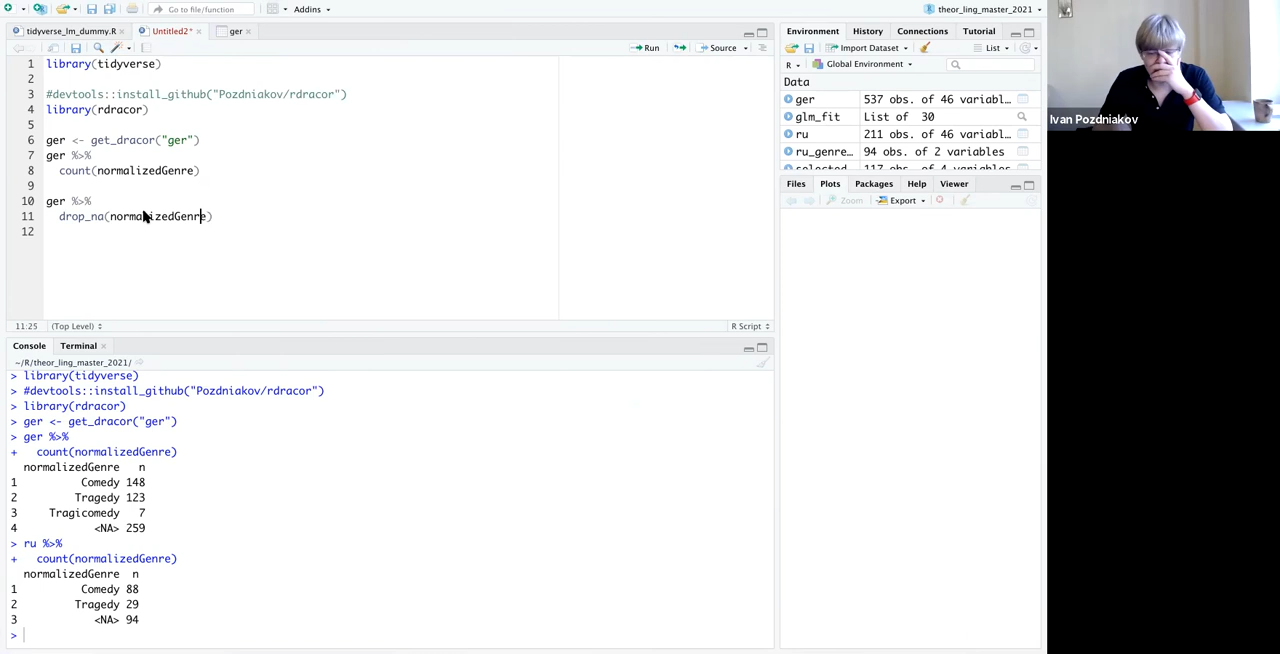 Go to file/function
Addins
theor_ling_master_2021
tidyverse_lm_dummy.R
Untitled2*
ger
Run
Source
1 library(tidyverse)
2
3 #devtools::install_github("Pozdniakov/rdracor")
4 library(rdracor)
5
6 ger <- get_dracor("ger")
7 ger %>%
8 count(normalizedGenre)
9
10 ger %>%
11 drop_na(normalizedGenre)
12
11:25
(Top Level)
R Script
Console
Terminal
~/R/theor_ling_master_2021/
> library(tidyverse)
> #devtools::install_github("Pozdniakov/rdracor")
> library(rdracor)
> ger <- get_dracor("ger")
> ger %>%
+ count(normalizedGenre)
normalizedGenre n
1 Comedy 148
2 Tragedy 123
3 Tragicomedy 7
4 <NA> 259
> ru %>%
+ count(normalizedGenre)
normalizedGenre n
1 Comedy 88
2 Tragedy 29
3 <NA> 94
>
Environment
History
Connections
Tutorial
Import Dataset
List
R
Global Environment
Data
ger 537 obs. of 46 variabl…
glm_fit List of 30
ru 211 obs. of 46 variabl…
ru_genre… 94 obs. of 2 variables
selected 117 obs. of 4 variables
Files
Plots
Packages
Help
Viewer
Zoom
Export
Ivan Pozdniakov